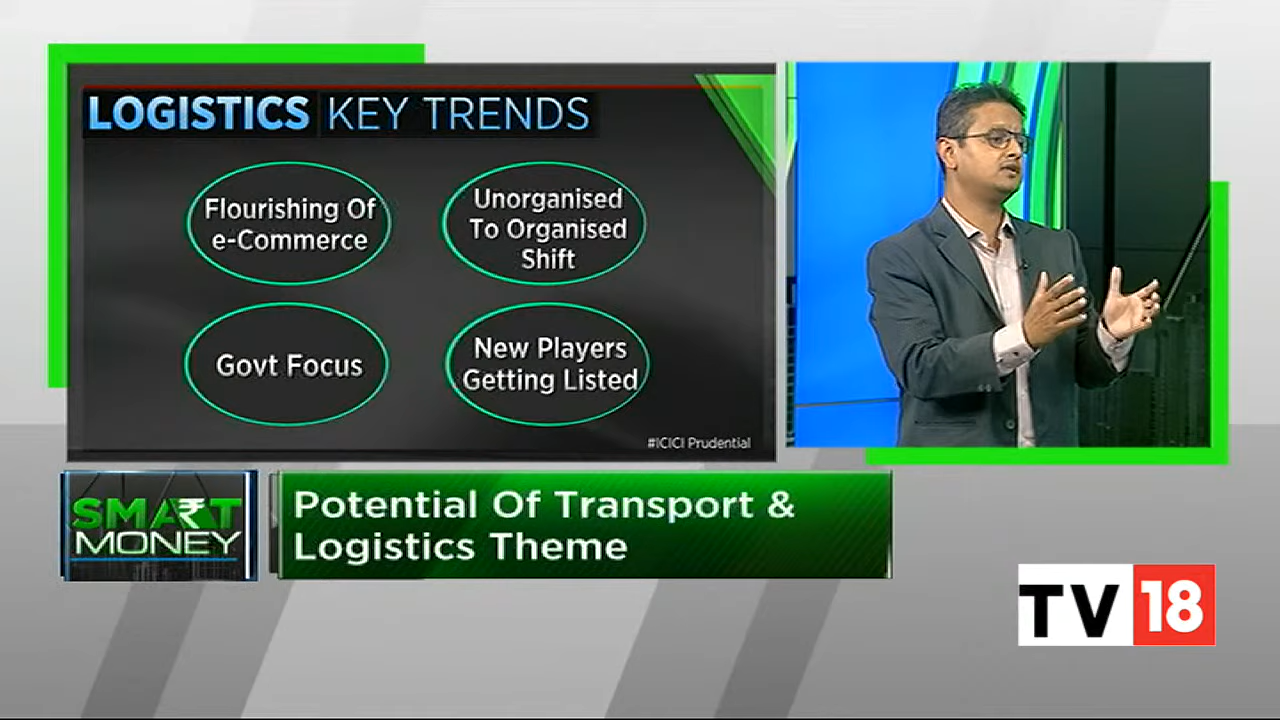 LOGISTICS KEY TRENDS
Flourishing Of
e-Commerce
Unorganised
To Organised
Shift
Govt Focus
New Players
Getting Listed
#ICICI Prudential
SMA₹T
MONEY
Potential Of Transport &
Logistics Theme
TV18